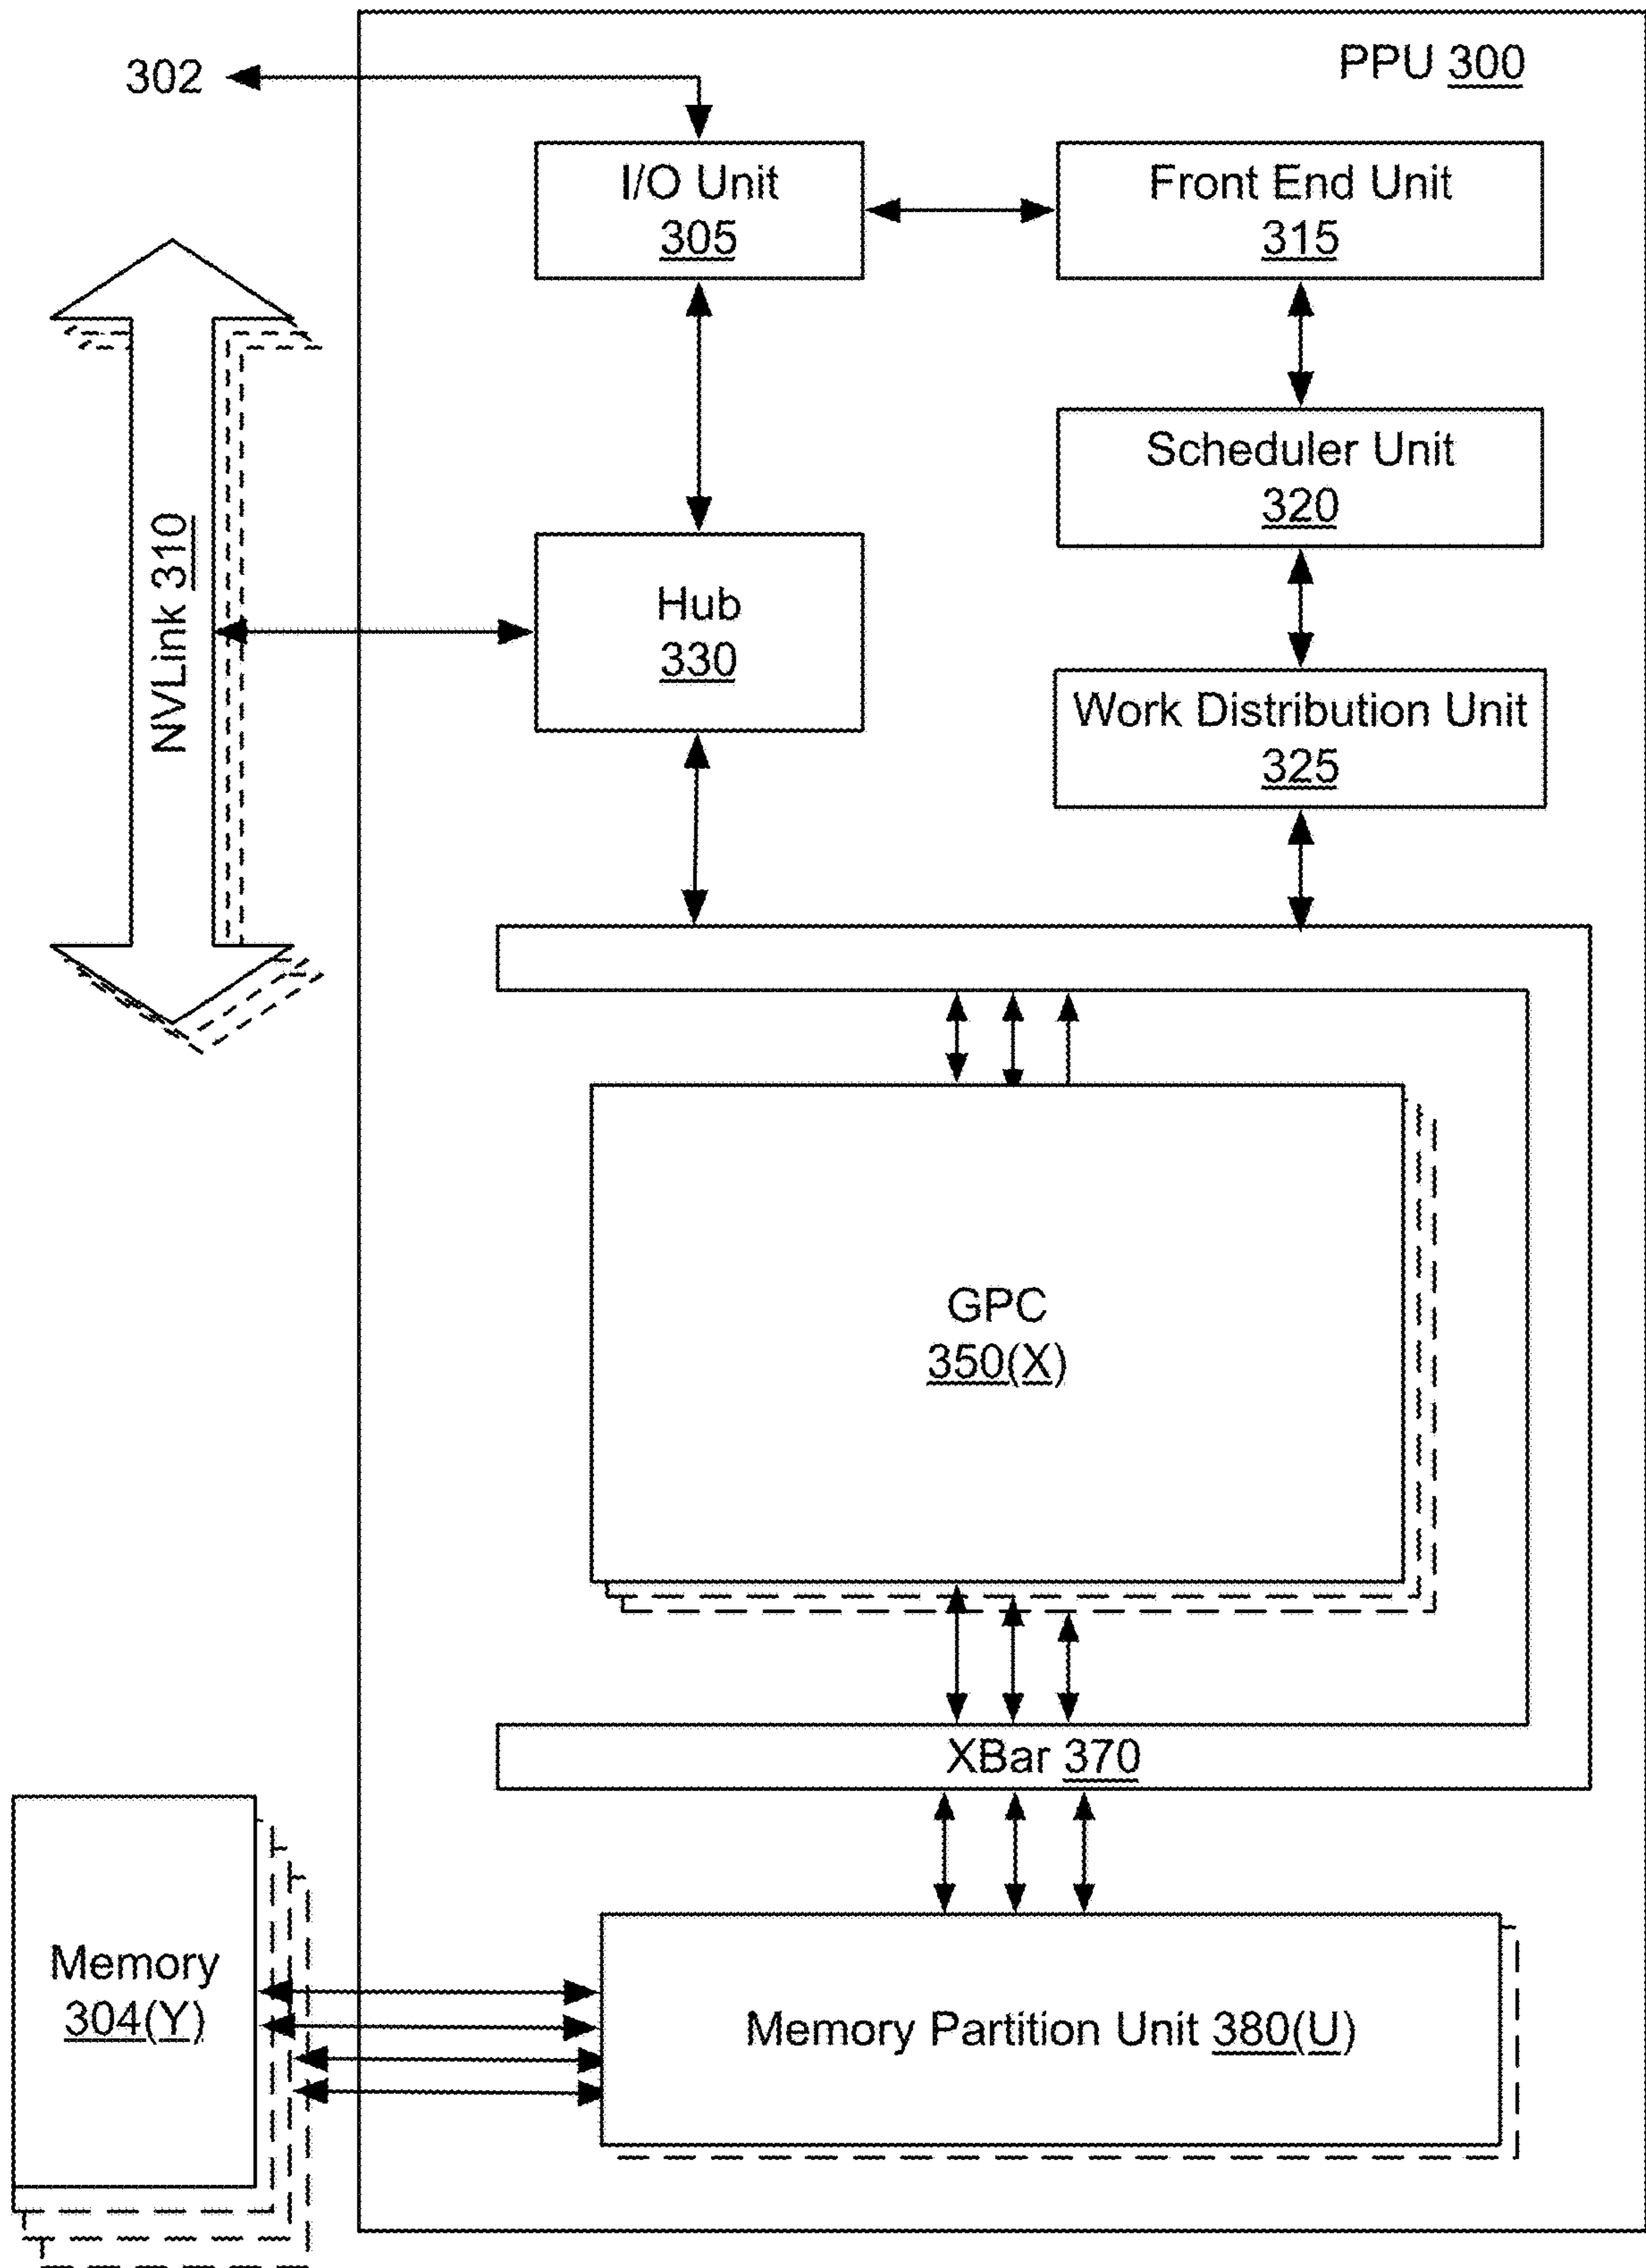 PPU 300
302
I/O Unit
305
Front End Unit
315
Scheduler Unit
320
NVLink 310
Hub
330
Work Distribution Unit
325
GPC
350(X)
XBar 370
Memory
304(Y)
Memory Partition Unit 380(U)